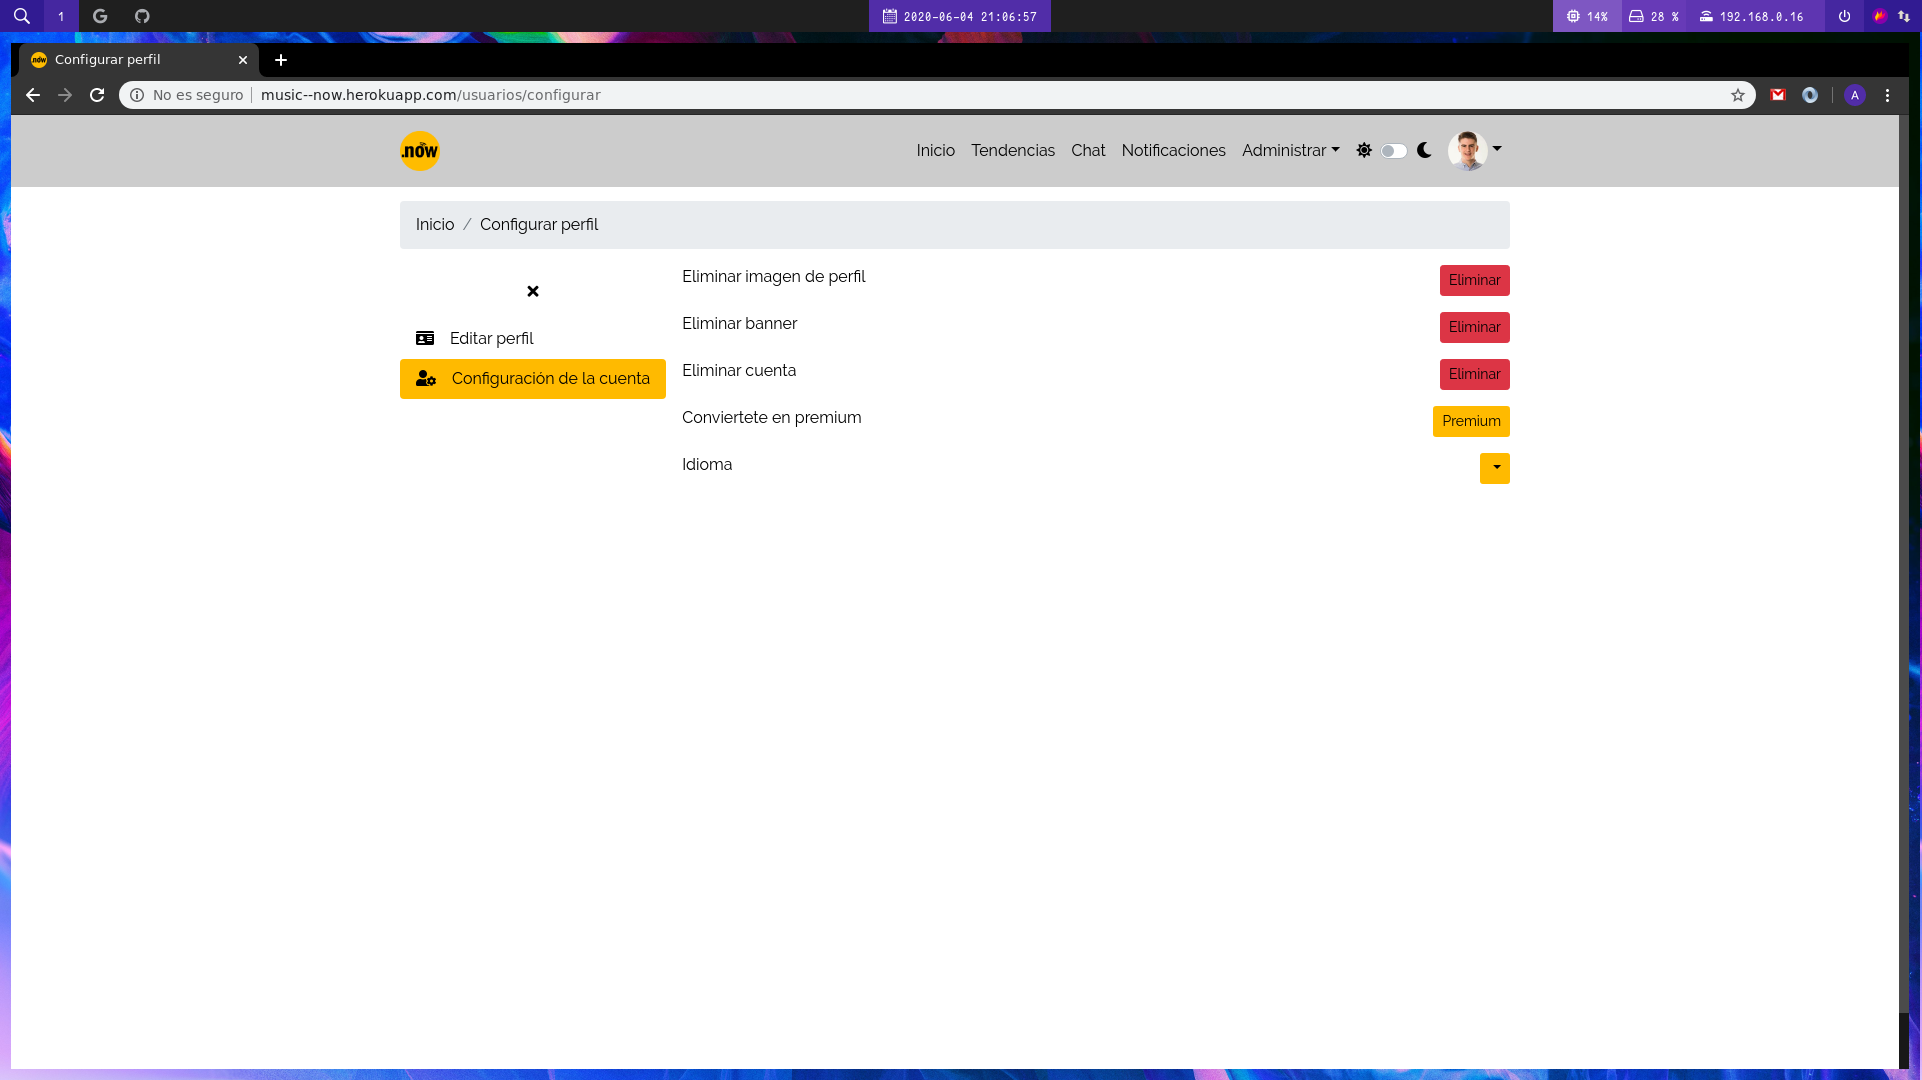 1
2020-06-04 21:06:57
14%
28 %
192.168.0.16
.now Configurar perfil
No es seguro music--now.herokuapp.com/usuarios/configurar
A
.now
Inicio Tendencias Chat Notificaciones Administrar
Inicio / Configurar perfil
Eliminar imagen de perfil Eliminar
Eliminar banner Eliminar
Editar perfil
Eliminar cuenta Eliminar
Configuración de la cuenta
Conviertete en premium Premium
Idioma